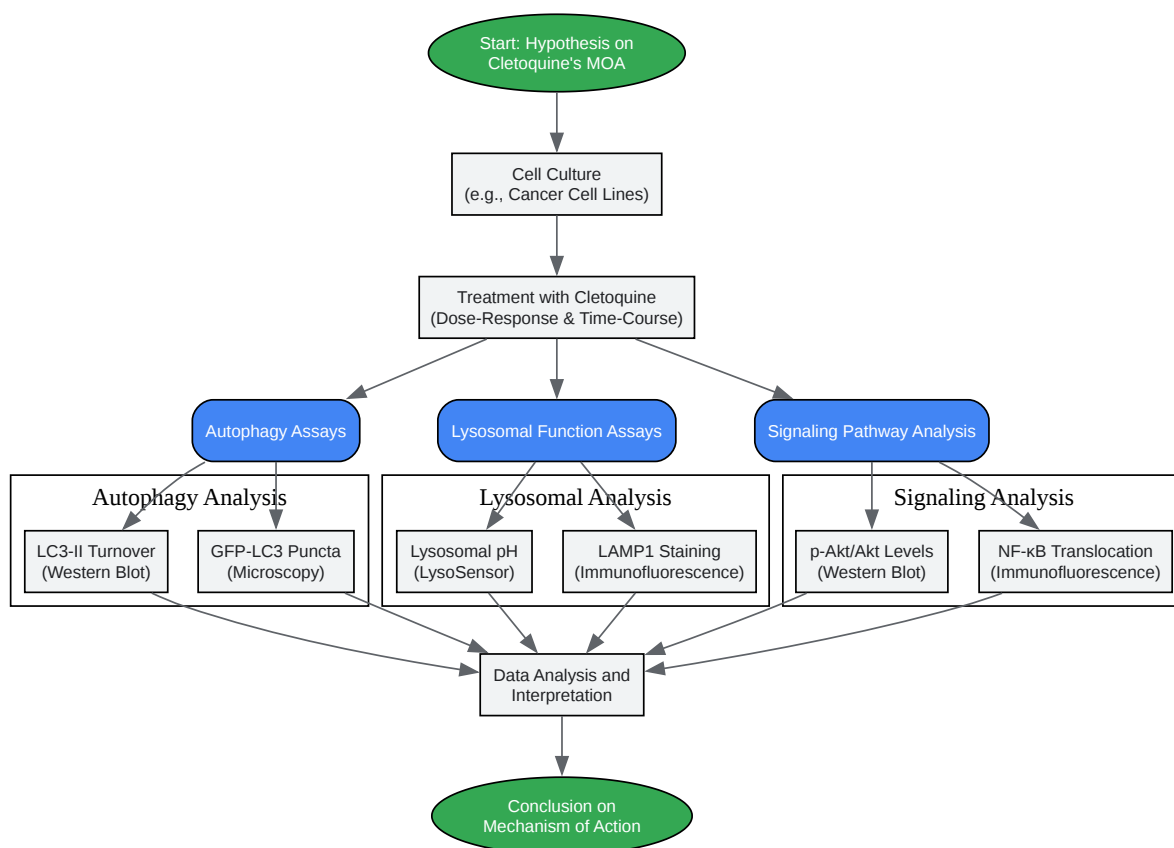 Start: Hypothesis on
Cletoquine's MOA
Cell Culture
(e.g., Cancer Cell Lines)
Treatment with Cletoquine
(Dose-Response & Time-Course)
Autophagy Assays
Lysosomal Function Assays
Signaling Pathway Analysis
Autophagy Analysis
Lysosomal Analysis
Signaling Analysis
LC3-II Turnover
(Western Blot)
GFP-LC3 Puncta
(Microscopy)
Lysosomal pH
(LysoSensor)
LAMP1 Staining
(Immunofluorescence)
p-Akt/Akt Levels
(Western Blot)
NF-κB Translocation
(Immunofluorescence)
Data Analysis and
Interpretation
Conclusion on
Mechanism of Action